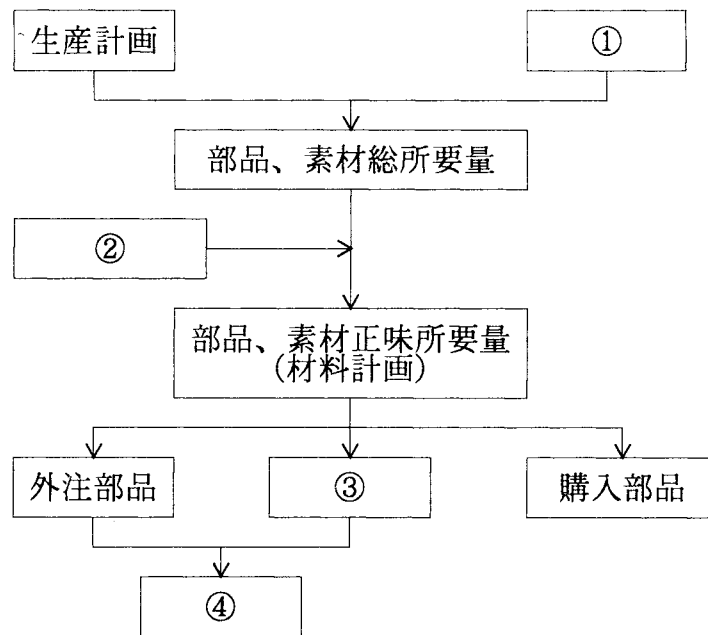 生産計画
①
部品、素材総所要量
②
部品、素材正味所要量
(材料計画)
外注部品
③
購入部品
④